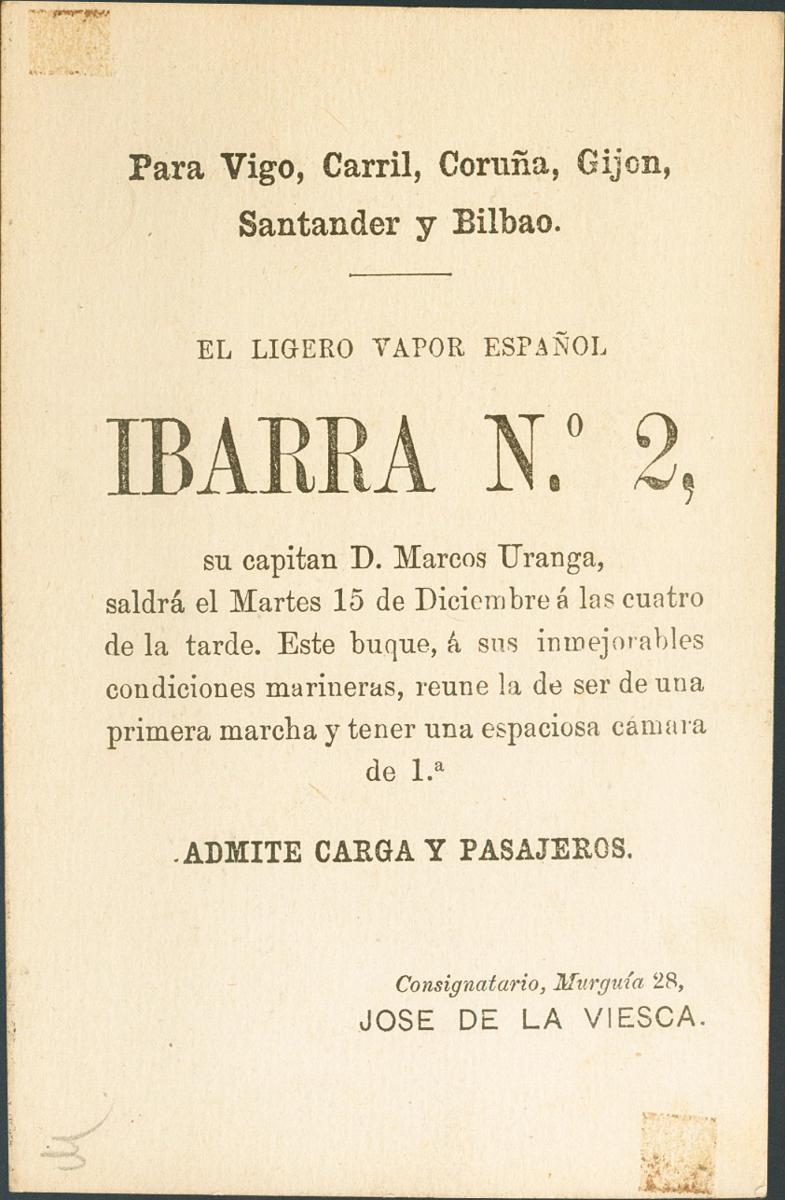 Para Vigo, Carril, Coruña, Gijon,
Santander y Bilbao.
EL LIGERO VAPOR ESPAÑOL
IBARRA N.º 2,
su capitan D. Marcos Uranga,
saldrá el Martes 15 de Diciembre á las cuatro
de la tarde. Este buque, á sus inmejorables
condiciones marineras, reune la de ser de una
primera marcha y tener una espaciosa cámara
de 1.ª
ADMITE CARGA Y PASAJEROS.
Consignatario, Murguía 28,
JOSE DE LA VIESCA.